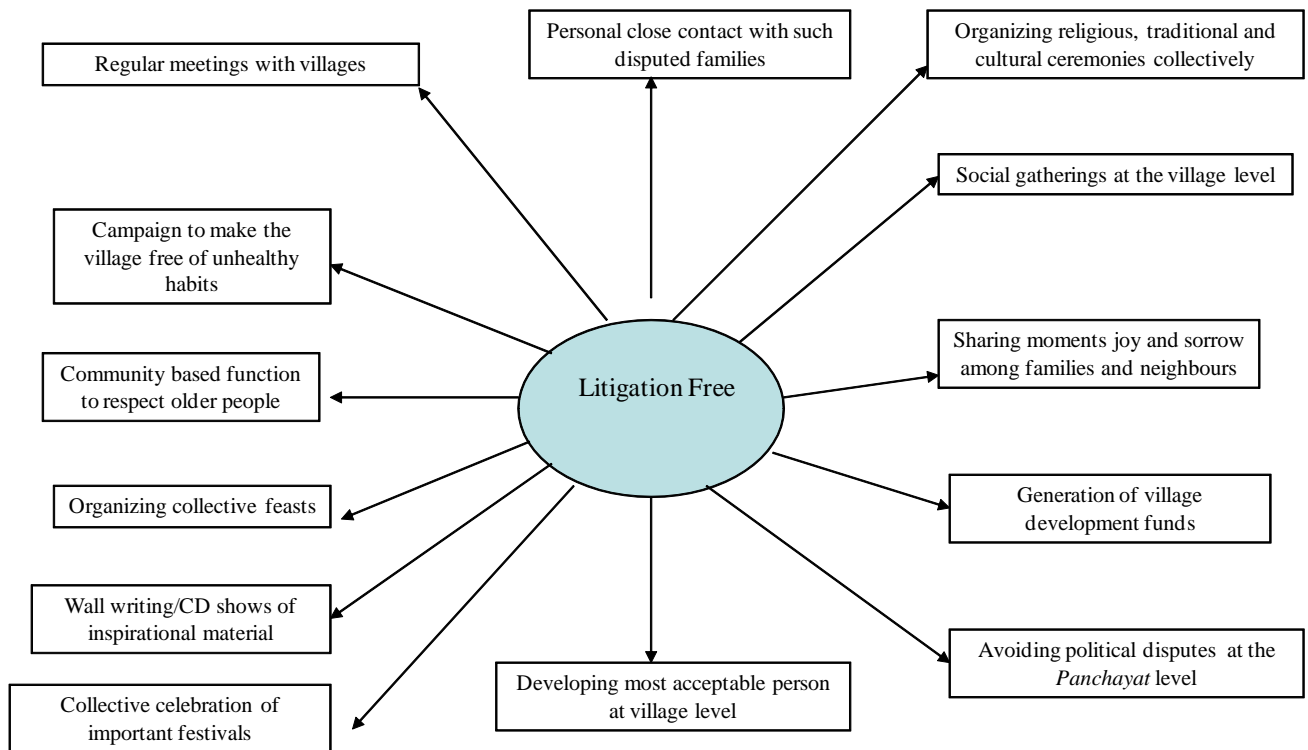 Personal close contact with such
disputed families
Organizing religious, traditional and
cultural ceremonies collectively
Regular meetings with villages
Social gatherings at the village level
Campaign to make the
village free of unhealthy
habits
Sharing moments joy and sorrow
among families and neighbours
Community based function
to respect older people
Litigation Free
Organizing collective feasts
Generation of village
development funds
Wall writing/CD shows of
inspirational material
Avoiding political disputes at the
Panchayat level
Developing most acceptable person
at village level
Collective celebration of
important festivals